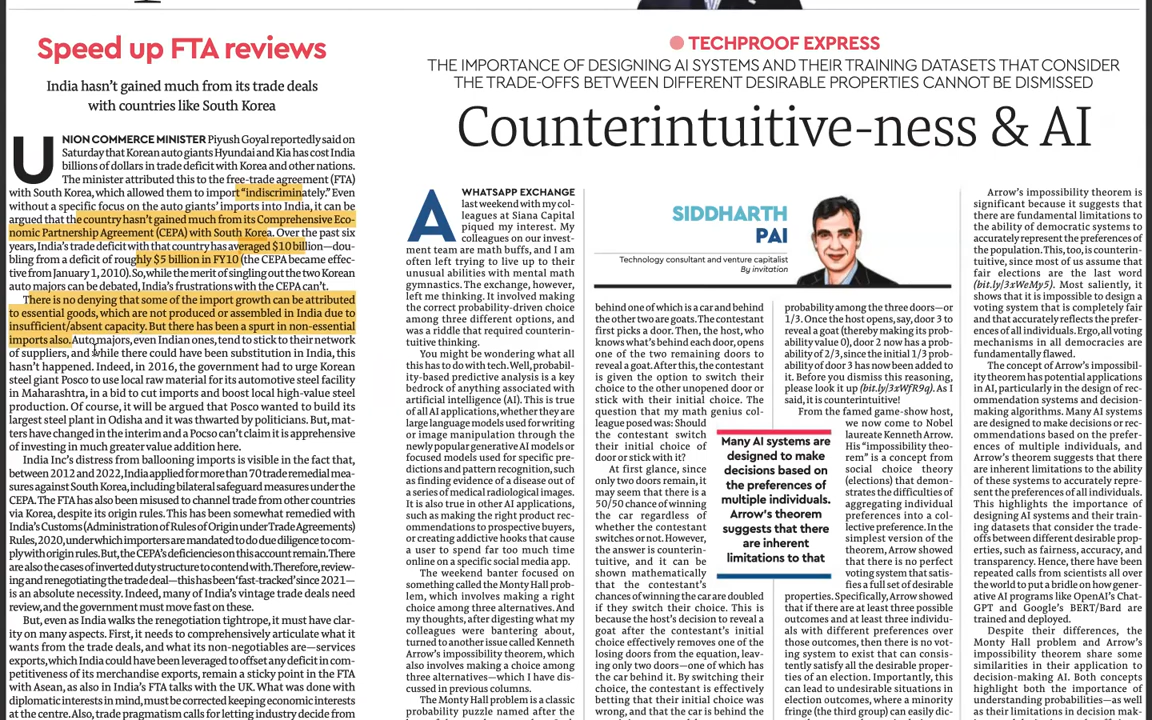 Speed up FTA reviews
India hasn't gained much from its trade deals
with countries like South Korea
UNION COMMERCE MINISTER Piyush Goyal reportedly said on
Saturday that Korean auto giants Hyundai and Kia has cost India
billions of dollars in trade deficit with Korea and other nations.
The minister attributed this to the free-trade agreement (FTA)
with South Korea, which allowed them to import "indiscriminately." Even
without a specific focus on the auto giants' imports into India, it can be
argued that the country hasn't gained much from its Comprehensive Eco-
nomic Partnership Agreement (CEPA) with South Korea. Over the past six
years, India's trade deficit with that country has averaged $10 billion—dou-
bling from a deficit of roughly $5 billion in FY10 (the CEPA became effec-
tive from January 1, 2010). So, while the merit of singling out the two Korean
auto majors can be debated, India's frustrations with the CEPA can't.
There is no denying that some of the import growth can be attributed
to essential goods, which are not produced or assembled in India due to
insufficient/absent capacity. But there has been a spurt in non-essential
imports also. Auto majors, even Indian ones, tend to stick to their network
of suppliers, and while there could have been substitution in India, this
hasn't happened. Indeed, in 2016, the government had to urge Korean
steel giant Posco to use local raw material for its automotive steel facility
in Maharashtra, in a bid to cut imports and boost local high-value steel
production. Of course, it will be argued that Posco wanted to build its
largest steel plant in Odisha and it was thwarted by politicians. But, mat-
ters have changed in the interim and a Pocso can't claim it is apprehensive
of investing in much greater value addition here.
India Inc's distress from ballooning imports is visible in the fact that,
between 2012 and 2022, India applied for more than 70 trade remedial mea-
sures against South Korea, including bilateral safeguard measures under the
CEPA. The FTA has also been misused to channel trade from other countries
via Korea, despite its origin rules. This has been somewhat remedied with
India's Customs (Administration of Rules of Origin under Trade Agreements)
Rules, 2020, under which importers are mandated to do due diligence to com-
ply with origin rules. But, the CEPA's deficiencies on this account remain. There
are also the cases of inverted duty structure to contend with. Therefore, review-
ing and renegotiating the trade deal—this has been 'fast-tracked' since 2021—
is an absolute necessity. Indeed, many of India's vintage trade deals need
review, and the government must move fast on these.
But, even as India walks the renegotiation tightrope, it must have clar-
ity on many aspects. First, it needs to comprehensively articulate what it
wants from the trade deals, and what its non-negotiables are—services
exports, which India could have been leveraged to offset any deficit in com-
petitiveness of its merchandise exports, remain a sticky point in the FTA
with Asean, as also in India's FTA talks with the UK. What was done with
diplomatic interests in mind, must be corrected keeping economic interests
at the centre. Also, trade pragmatism calls for letting industry decide from
TECHPROOF EXPRESS
THE IMPORTANCE OF DESIGNING AI SYSTEMS AND THEIR TRAINING DATASETS THAT CONSIDER
THE TRADE-OFFS BETWEEN DIFFERENT DESIRABLE PROPERTIES CANNOT BE DISMISSED
Counterintuitive-ness & AI
SIDDHARTH
PAI
Technology consultant and venture capitalist
By invitation
A WHATSAPP EXCHANGE
last weekend with my col-
leagues at Siana Capital
piqued my interest. My
colleagues on our invest-
ment team are math buffs, and I am
often left trying to live up to their
unusual abilities with mental math
gymnastics. The exchange, however,
left me thinking. It involved making
the correct probability-driven choice
among three different options, and
was a riddle that required counterin-
tuitive thinking.
You might be wondering what all
this has to do with tech. Well, probabil-
ity-based predictive analysis is a key
bedrock of anything associated with
artificial intelligence (AI). This is true
of all AI applications, whether they are
large language models used for writing
or image manipulation through the
newly popular generative AI models or
focused models used for specific pre-
dictions and pattern recognition, such
as finding evidence of a disease out of
a series of medical radiological images.
It is also true in other AI applications,
such as making the right product rec-
ommendations to prospective buyers,
or creating addictive hooks that cause
a user to spend far too much time
online on a specific social media app.
The weekend banter focused on
something called the Monty Hall prob-
lem, which involves making a right
choice among three alternatives. And
my thoughts, after digesting what my
colleagues were bantering about,
turned to another issue called Kenneth
Arrow's impossibility theorem, which
also involves making a choice among
three alternatives—which I have dis-
cussed in previous columns.
The Monty Hall problem is a classic
probability puzzle named after the
behind one of which is a car and behind
the other two are goats. The contestant
first picks a door. Then, the host, who
knows what's behind each door, opens
one of the two remaining doors to
reveal a goat. After this, the contestant
is given the option to switch their
choice to the other unopened door or
stick with their initial choice. The
question that my math genius col-
league posed was: Should
the contestant switch
their initial choice of
door or stick with it?
At first glance, since
only two doors remain, it
may seem that there is a
50/50 chance of winning
the car regardless of
whether the contestant
switches or not. However,
the answer is counterin-
tuitive, and it can be
shown mathematically
that the contestant's
chances of winning the car are doubled
if they switch their choice. This is
because the host's decision to reveal a
goat after the contestant's initial
choice effectively removes one of the
losing doors from the equation, leav-
ing only two doors—one of which has
the car behind it. By switching their
choice, the contestant is effectively
betting that their initial choice was
wrong, and that the car is behind the
Many AI systems are
designed to make
decisions based on
the preferences of
multiple individuals.
Arrow's theorem
suggests that there
are inherent
limitations to that
probability among the three doors—or
1/3. Once the host opens, say, door 3 to
reveal a goat (thereby making its prob-
ability value 0), door 2 now has a prob-
ability of 2/3, since the initial 1/3 prob-
ability of door 3 has now been added to
it. Before you dismiss this reasoning,
please look it up (bit.ly/3xWfR9g). As I
said, it is counterintuitive!
From the famed game-show host,
we now come to Nobel
laureate Kenneth Arrow.
His "impossibility theo-
rem" is a concept from
social choice theory
(elections) that demon-
strates the difficulties of
aggregating individual
preferences into a col-
lective preference. In the
simplest version of the
theorem, Arrow showed
that there is no perfect
voting system that satis-
fies a full set of desirable
properties. Specifically, Arrow showed
that if there are at least three possible
outcomes and at least three individu-
als with different preferences over
those outcomes, then there is no vot-
ing system to exist that can consis-
tently satisfy all the desirable proper-
ties of an election. Importantly, this
can lead to undesirable situations in
election outcomes, where a minority
fringe (the third group) can easily dic-
Arrow's impossibility theorem is
significant because it suggests that
there are fundamental limitations to
the ability of democratic systems to
accurately represent the preferences of
the population. This, too, is counterin-
tuitive, since most of us assume that
fair elections are the last word
(bit.ly/3zWeMy5). Most saliently, it
shows that it is impossible to design a
voting system that is completely fair
and that accurately reflects the prefer-
ences of all individuals. Ergo, all voting
mechanisms in all democracies are
fundamentally flawed.
The concept of Arrow's impossibil-
ity theorem has potential applications
in AI, particularly in the design of rec-
ommendation systems and decision-
making algorithms. Many AI systems
are designed to make decisions or rec-
ommendations based on the prefer-
ences of multiple individuals, and
Arrow's theorem suggests that there
are inherent limitations to the ability
of these systems to accurately repre-
sent the preferences of all individuals.
This highlights the importance of
designing AI systems and their train-
ing datasets that consider the trade-
offs between different desirable prop-
erties, such as fairness, accuracy, and
transparency. Hence, there have been
repeated calls from scientists all over
the world to put a bridle on how gener-
ative AI programs like OpenAI's Chat-
GPT and Google's BERT/Bard are
trained and deployed.
Despite their differences, the
Monty Hall problem and Arrow's
impossibility theorem share some
similarities in their application to
decision-making AI. Both concepts
highlight both the importance of
understanding probabilities—as well
as their limitations in decision mak-